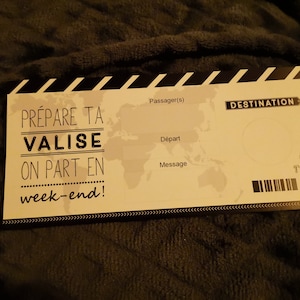 PRÉPARE TA
VALISE
ON PART EN
week-end!
Passager(s)
Départ
Message
DESTINATION